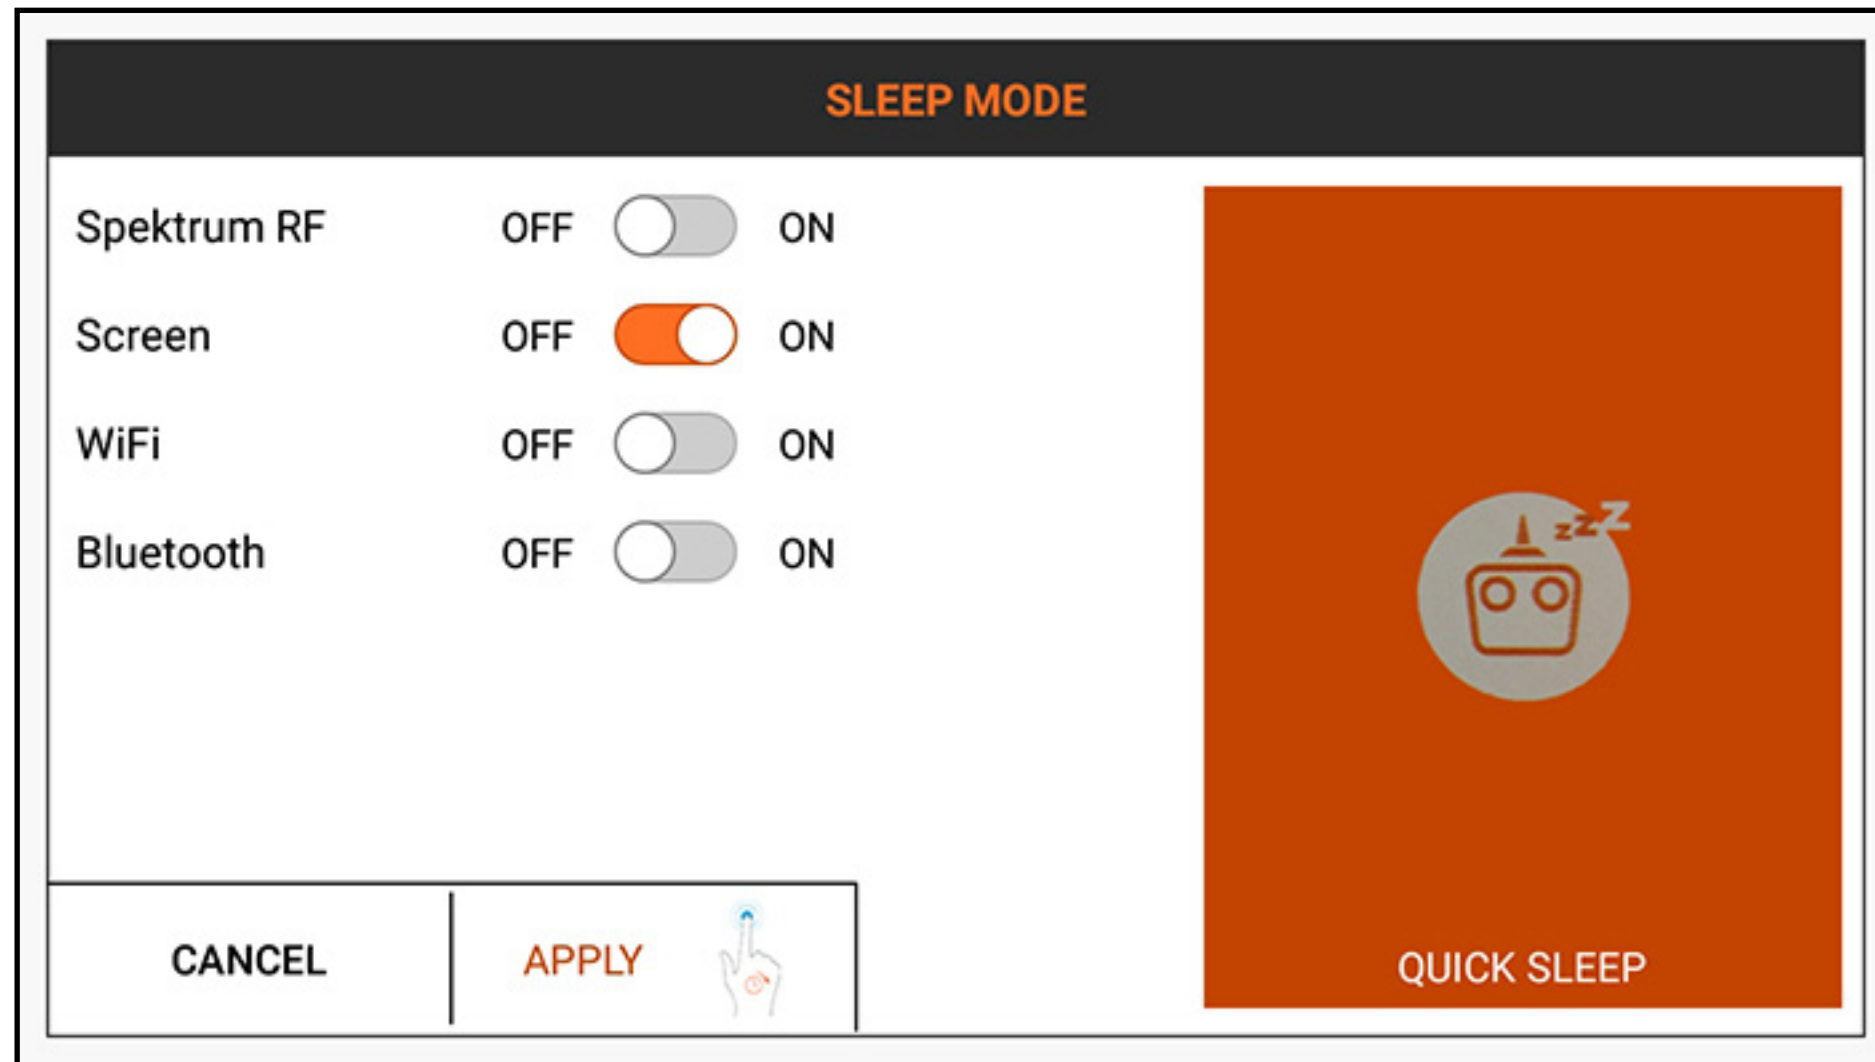 SLEEP MODE
Spektrum RF OFF ON
Screen OFF ON
WiFi OFF ON
Bluetooth OFF ON
zzZ
CANCEL APPLY
QUICK SLEEP